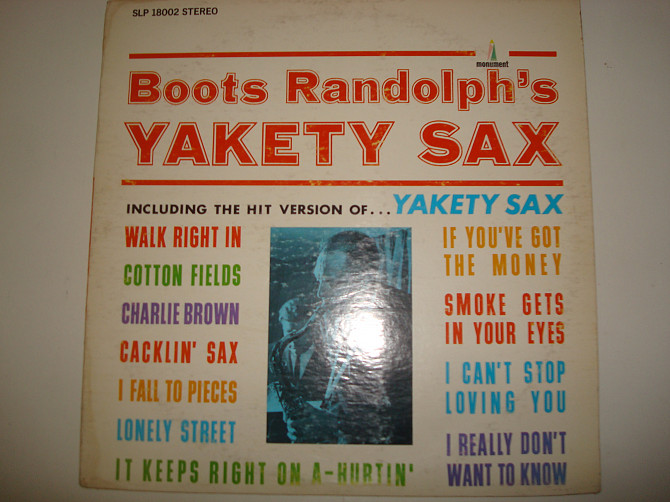 SLP 18002 STEREO
monument
Boots Randolph's
YAKETY SAX
INCLUDING THE HIT VERSION OF... YAKETY SAX
WALK RIGHT IN
COTTON FIELDS
CHARLIE BROWN
CACKLIN' SAX
I FALL TO PIECES
LONELY STREET
IT KEEPS RIGHT ON A-HURTIN'
IF YOU'VE GOT
THE MONEY
SMOKE GETS
IN YOUR EYES
I CAN'T STOP
LOVING YOU
I REALLY DON'T
WANT TO KNOW